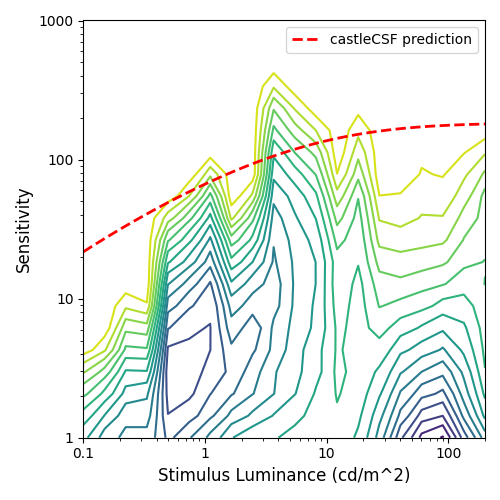 1000
castleCSF prediction
100
Sensitivity
10
1
0.1 1 10 100
Stimulus Luminance (cd/m^2)